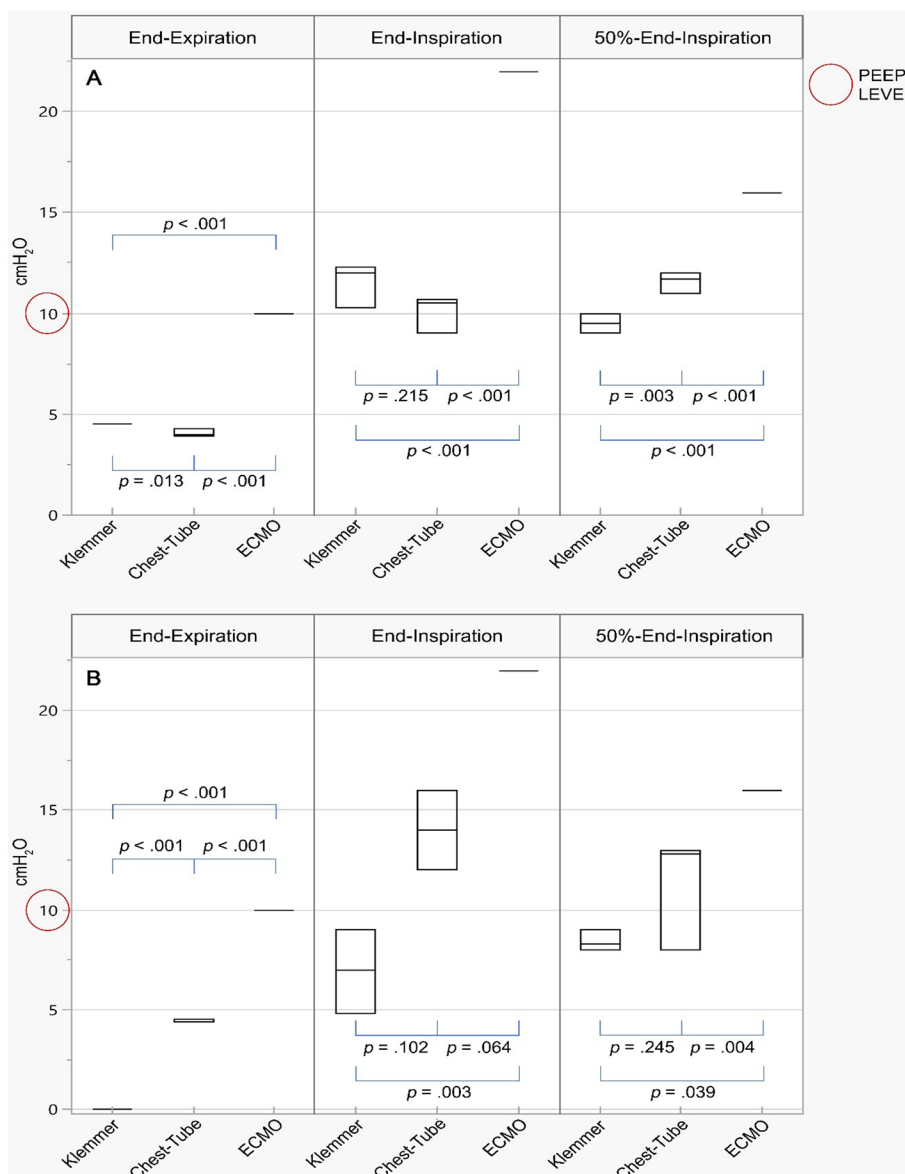 End-Expiration End-Inspiration 50%-End-Inspiration
A
PEEP
LEVE
20
15
10
5
0
cmH2O
p < .001
p = .013 p < .001
p = .215 p < .001
p < .001
p = .003 p < .001
p < .001
Klemmer Chest-Tube ECMO Klemmer Chest-Tube ECMO Klemmer Chest-Tube ECMO
End-Expiration End-Inspiration 50%-End-Inspiration
B
20
15
10
5
0
cmH2O
p < .001
p < .001 p < .001
p = .102 p = .064
p = .003
p = .245 p = .004
p = .039
Klemmer Chest-Tube ECMO Klemmer Chest-Tube ECMO Klemmer Chest-Tube ECMO